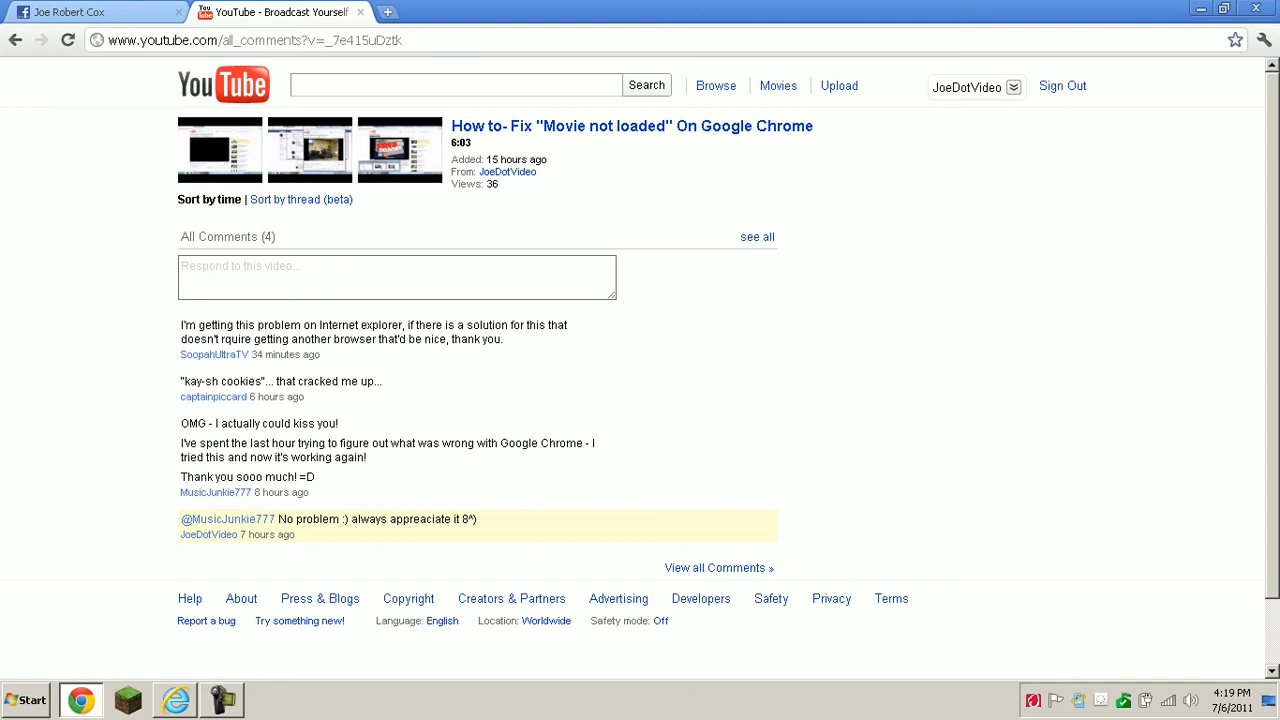 Joe Robert Cox
YouTube - Broadcast Yourself
www.youtube.com/all_comments?v=_7e415uDztk
YouTube
Search
Browse
Movies
Upload
JoeDotVideo
Sign Out
How to- Fix "Movie not loaded" On Google Chrome
6:03
Added: 15 hours ago
From: JoeDotVideo
Views: 36
Sort by time | Sort by thread (beta)
All Comments (4)
see all
Respond to this video...
I'm getting this problem on Internet explorer, if there is a solution for this that
doesn't rquire getting another browser that'd be nice, thank you.
SoopahUltraTV 34 minutes ago
"kay-sh cookies"... that cracked me up...
captainpiccard 6 hours ago
OMG - I actually could kiss you!
I've spent the last hour trying to figure out what was wrong with Google Chrome - I
tried this and now it's working again!
Thank you sooo much! =D
MusicJunkie777 8 hours ago
@MusicJunkie777 No problem :) always appreaciate it 8^)
JoeDotVideo 7 hours ago
View all Comments »
Help About Press & Blogs Copyright Creators & Partners Advertising Developers Safety Privacy Terms
Report a bug Try something new! Language: English Location: Worldwide Safety mode: Off
Start
4:19 PM
7/6/2011